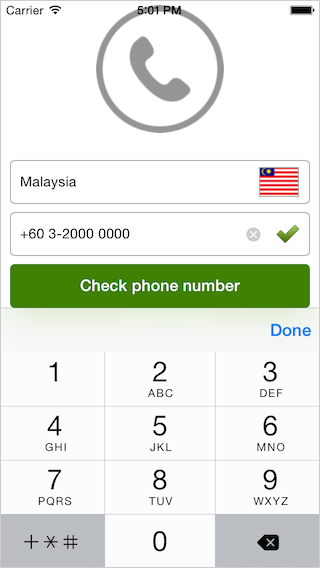 Carrier 5:01 PM
Malaysia
+60 3-2000 0000
Check phone number
Done
1 2 3
ABC DEF
4 5 6
GHI JKL MNO
7 8 9
PQRS TUV WXYZ
+*# 0